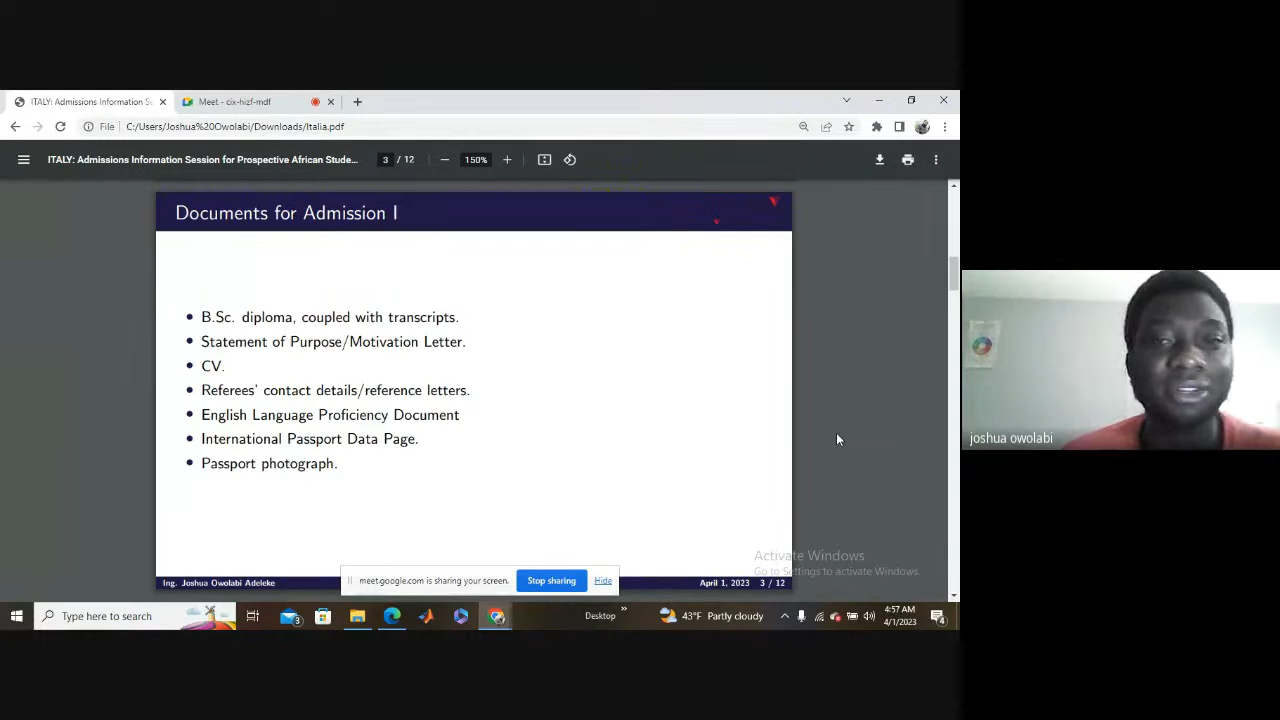 ITALY: Admissions Information Se
Meet - cix-hizf-mdf
File
C:/Users/Joshua%20Owolabi/Downloads/Italia.pdf
ITALY: Admissions Information Session for Prospective African Stude...
3 / 12
150%
Documents for Admission I
• B.Sc. diploma, coupled with transcripts.
• Statement of Purpose/Motivation Letter.
• CV.
• Referees' contact details/reference letters.
• English Language Proficiency Document
• International Passport Data Page.
• Passport photograph.
joshua owolabi
Activate Windows
Go to Settings to activate Windows.
Ing. Joshua Owolabi Adeleke
meet.google.com is sharing your screen.
Stop sharing
Hide
April 1, 2023 3 / 12
Type here to search
3
Desktop
43°F Partly cloudy
4:57 AM
4/1/2023
4